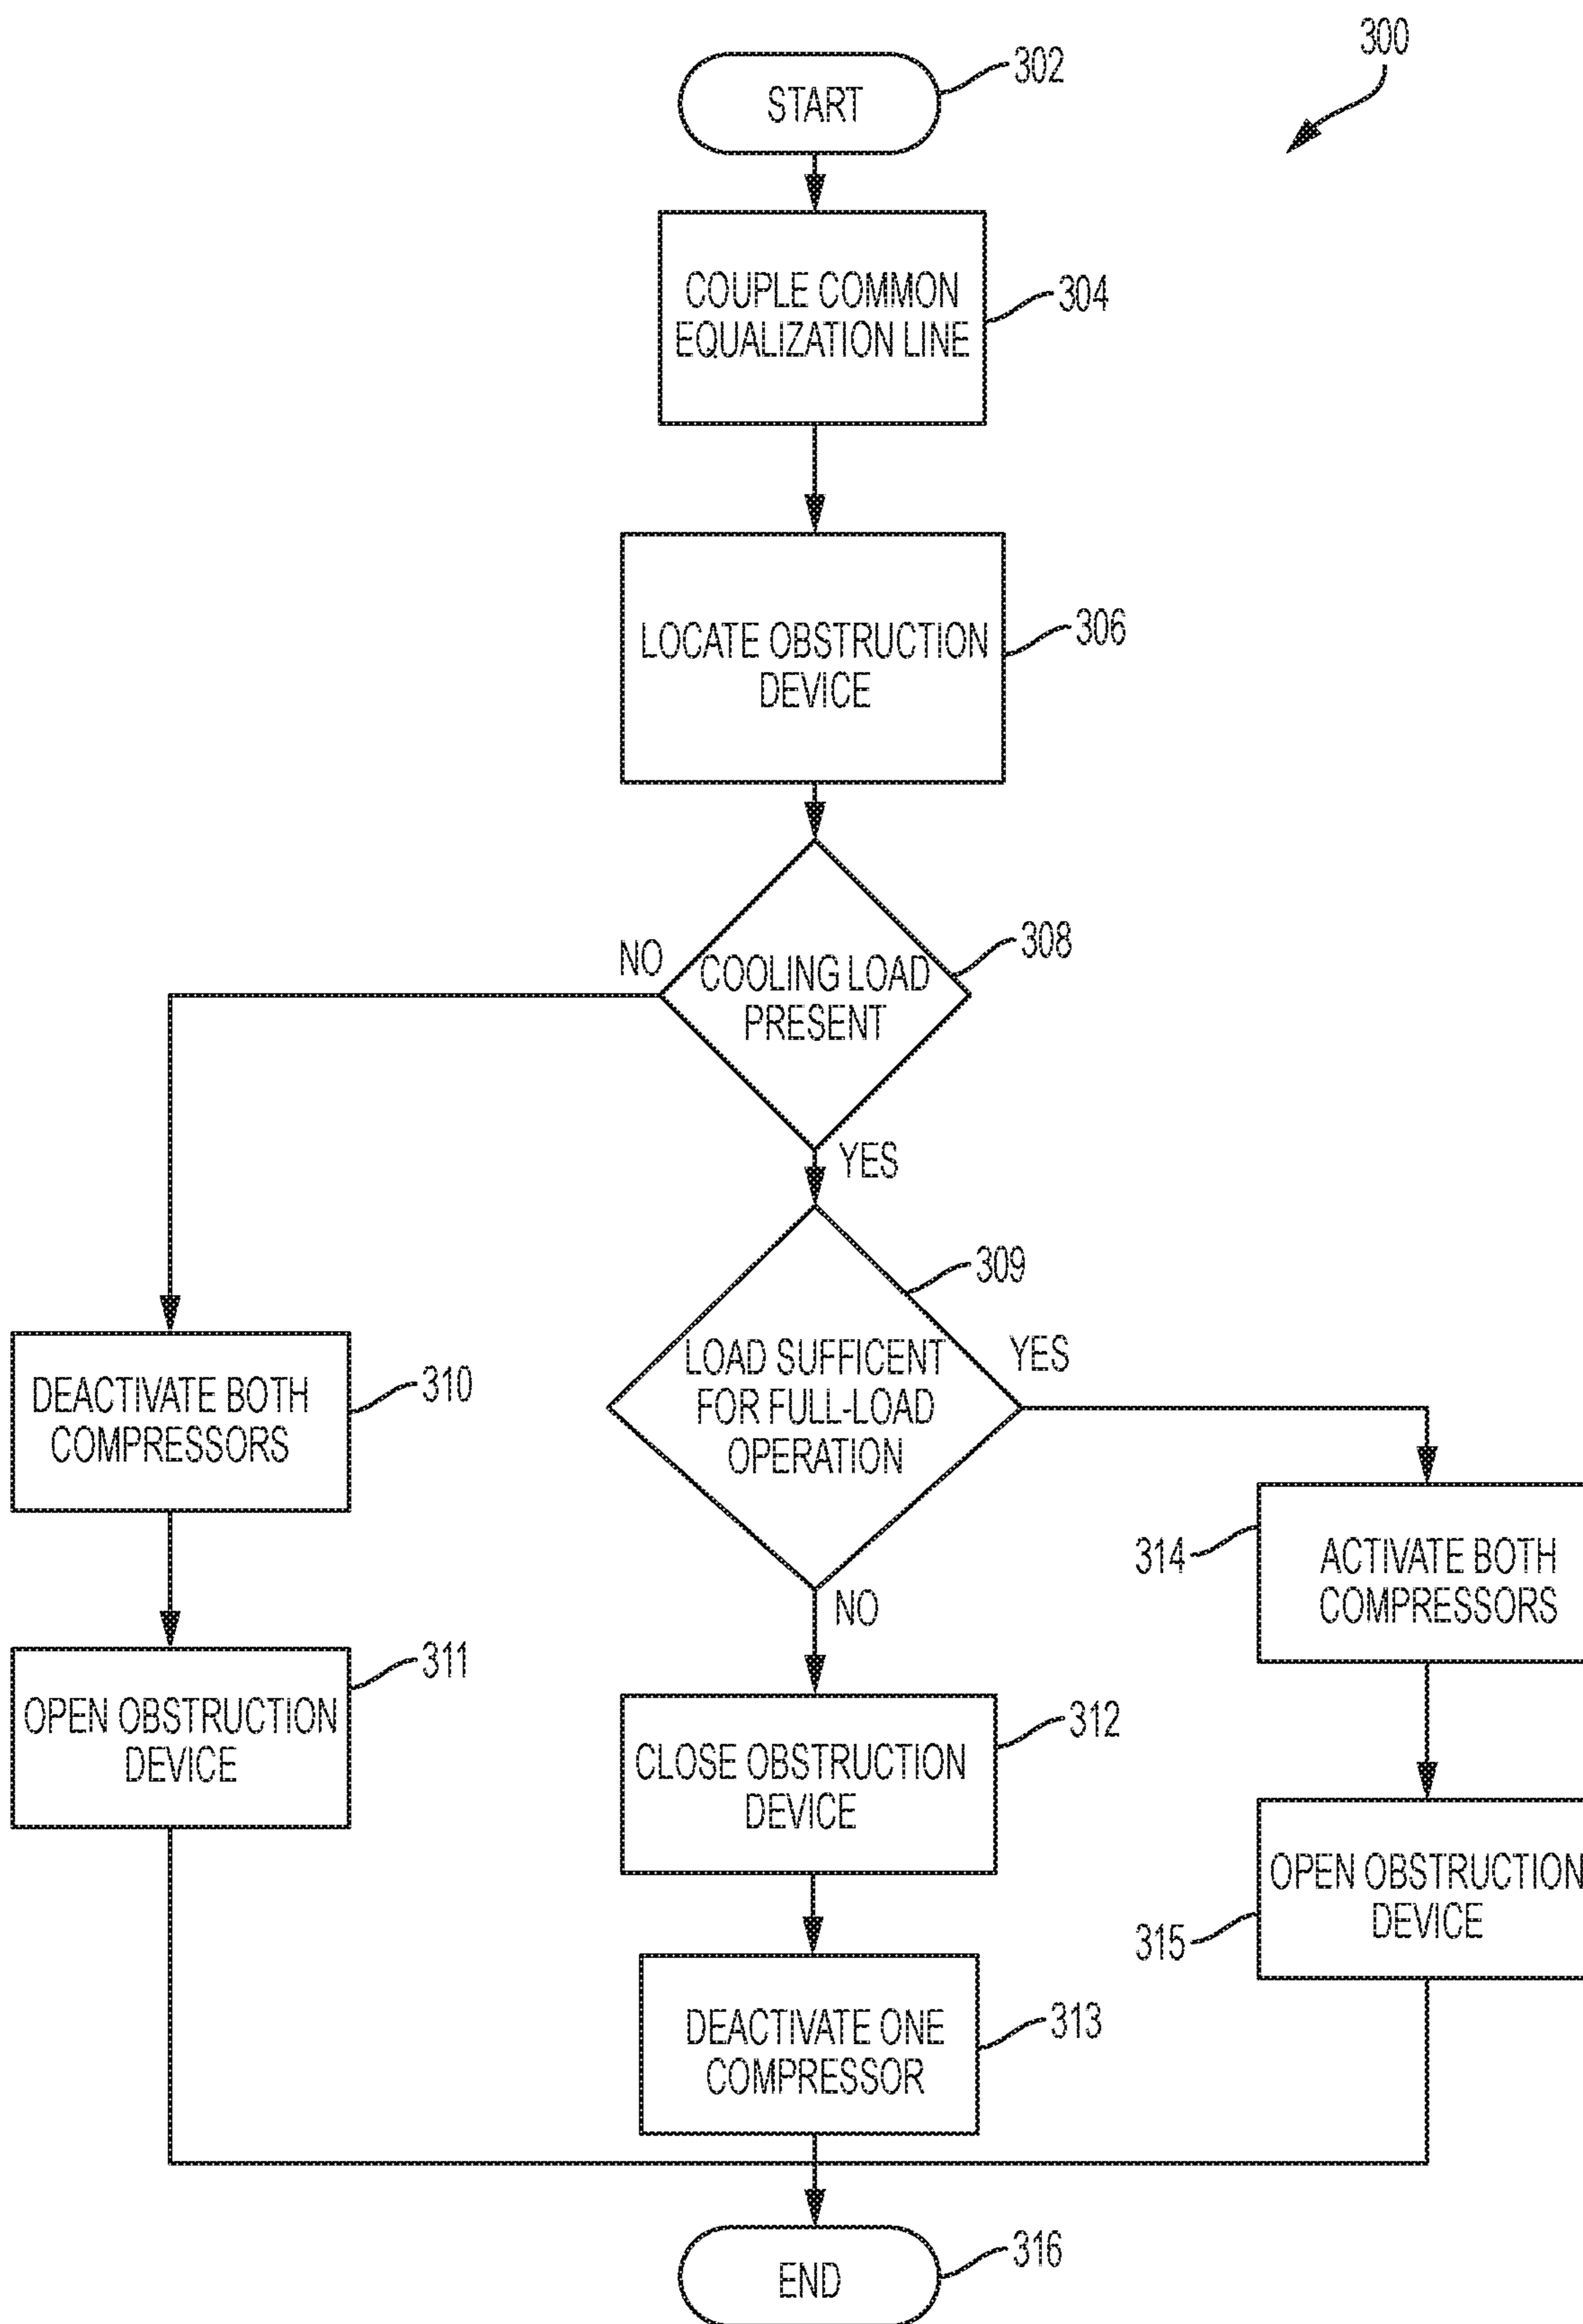 300
START
302
COUPLE COMMON
EQUALIZATION LINE
304
LOCATE OBSTRUCTION
DEVICE
306
COOLING LOAD
PRESENT
308
NO
YES
LOAD SUFFICENT
FOR FULL-LOAD
OPERATION
309
YES
NO
DEACTIVATE BOTH
COMPRESSORS
310
OPEN OBSTRUCTION
DEVICE
311
CLOSE OBSTRUCTION
DEVICE
312
DEACTIVATE ONE
COMPRESSOR
313
314
ACTIVATE BOTH
COMPRESSORS
OPEN OBSTRUCTION
DEVICE
315
END
316